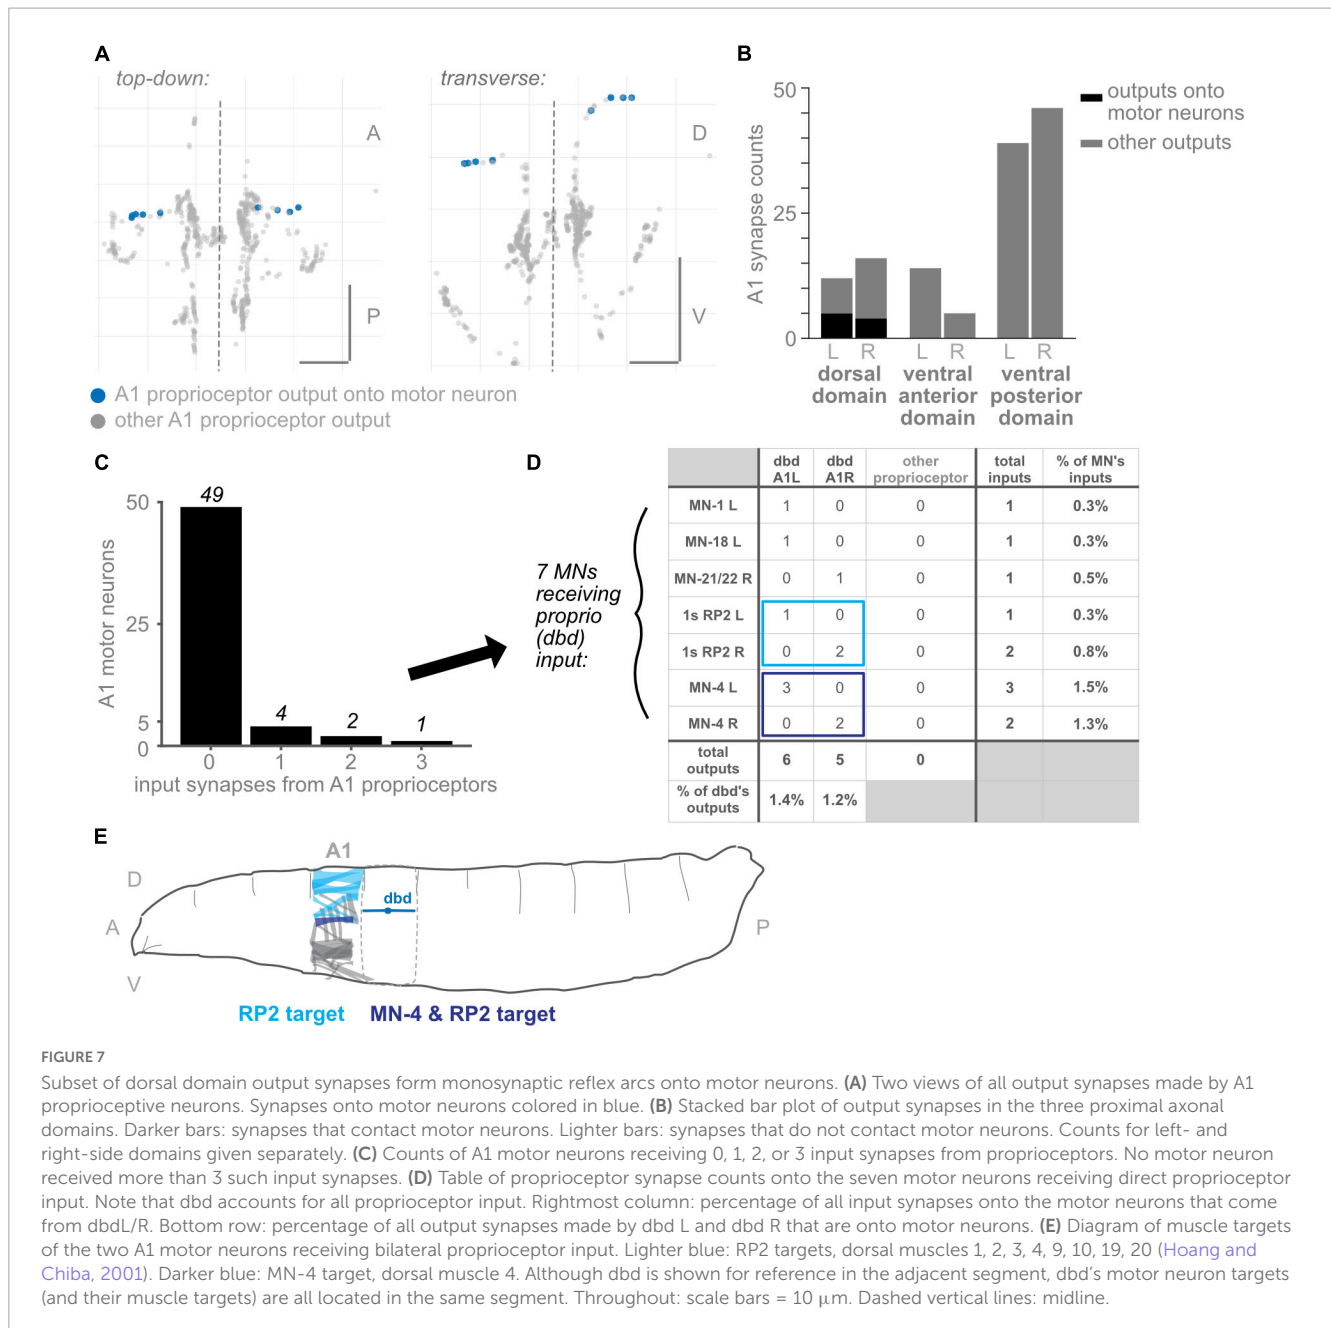 A
top-down:
transverse:
A
P
D
V
A1 proprioceptor output onto motor neuron
other A1 proprioceptor output
B
50
25
0
A1 synapse counts
outputs onto
motor neurons
other outputs
L R L R L R
dorsal
domain
ventral
anterior
domain
ventral
posterior
domain
C
A1 motor neurons
50
25
5
0
49
4
2
1
0 1 2 3
input synapses from A1 proprioceptors
D
7 MNs
receiving
proprio
(dbd)
input:
dbd A1L dbd A1R other proprioceptor total inputs % of MN's inputs
MN-1 L 1 0 0 1 0.3%
MN-18 L 1 0 0 1 0.3%
MN-21/22 R 0 1 0 1 0.5%
1s RP2 L 1 0 0 1 0.3%
1s RP2 R 0 2 0 2 0.8%
MN-4 L 3 0 0 3 1.5%
MN-4 R 0 2 0 2 1.3%
total outputs 6 5 0
% of dbd's outputs 1.4% 1.2%
E
A1
D
A
V
dbd
P
RP2 target MN-4 & RP2 target
FIGURE 7
Subset of dorsal domain output synapses form monosynaptic reflex arcs onto motor neurons. (A) Two views of all output synapses made by A1
proprioceptive neurons. Synapses onto motor neurons colored in blue. (B) Stacked bar plot of output synapses in the three proximal axonal
domains. Darker bars: synapses that contact motor neurons. Lighter bars: synapses that do not contact motor neurons. Counts for left- and
right-side domains given separately. (C) Counts of A1 motor neurons receiving 0, 1, 2, or 3 input synapses from proprioceptors. No motor neuron
received more than 3 such input synapses. (D) Table of proprioceptor synapse counts onto the seven motor neurons receiving direct proprioceptor
input. Note that dbd accounts for all proprioceptor input. Rightmost column: percentage of all input synapses onto the motor neurons that come
from dbdL/R. Bottom row: percentage of all output synapses made by dbd L and dbd R that are onto motor neurons. (E) Diagram of muscle targets
of the two A1 motor neurons receiving bilateral proprioceptor input. Lighter blue: RP2 targets, dorsal muscles 1, 2, 3, 4, 9, 10, 19, 20 (Hoang and
Chiba, 2001). Darker blue: MN-4 target, dorsal muscle 4. Although dbd is shown for reference in the adjacent segment, dbd's motor neuron targets
(and their muscle targets) are all located in the same segment. Throughout: scale bars = 10 μm. Dashed vertical lines: midline.